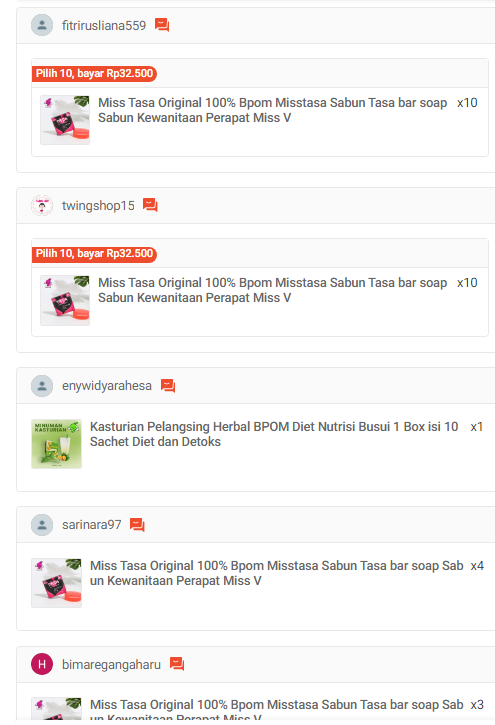 fitrirusliana559
Pilih 10, bayar Rp32.500
Miss Tasa Original 100% Bpom Misstasa Sabun Tasa bar soap x10
Sabun Kewanitaan Perapat Miss V
twingshop15
Pilih 10, bayar Rp32.500
Miss Tasa Original 100% Bpom Misstasa Sabun Tasa bar soap x10
Sabun Kewanitaan Perapat Miss V
enywidyarahesa
MINUMAN
KASTURIAN
Kasturian Pelangsing Herbal BPOM Diet Nutrisi Busui 1 Box isi 10 x1
Sachet Diet dan Detoks
sarinara97
Miss Tasa Original 100% Bpom Misstasa Sabun Tasa bar soap Sab x4
un Kewanitaan Perapat Miss V
H bimaregangaharu
Miss Tasa Original 100% Bpom Misstasa Sabun Tasa bar soap Sab x3
un Kewanitaan Perapat Miss V